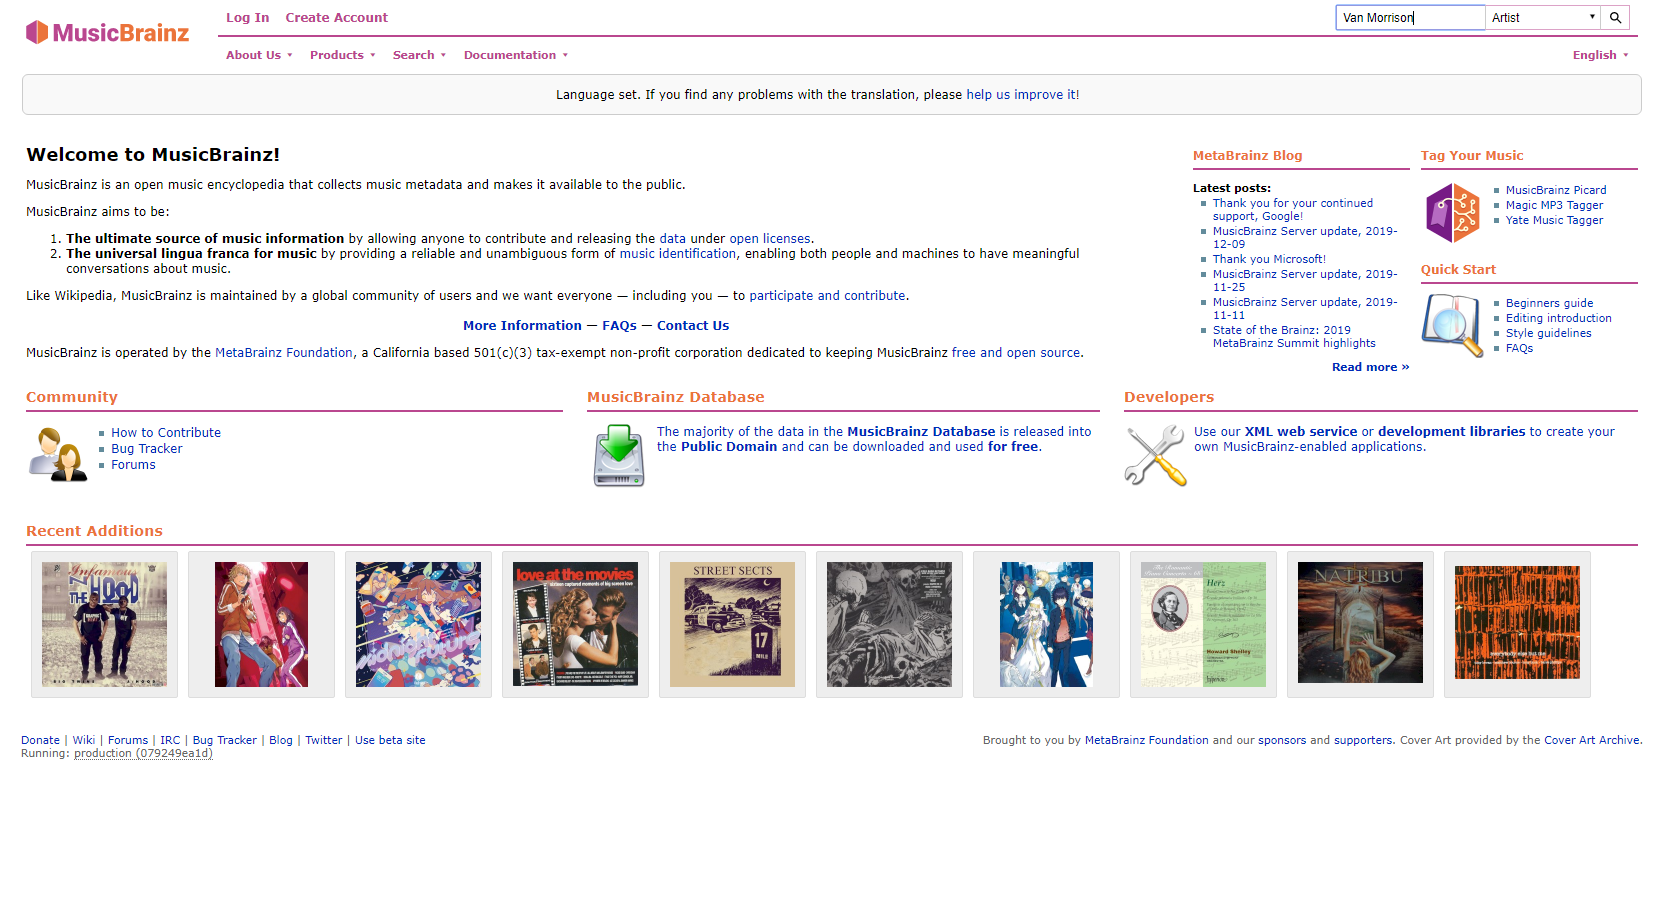 MusicBrainz
Log In Create Account
Van Morrison Artist
About Us Products Search Documentation English
Language set. If you find any problems with the translation, please help us improve it!
Welcome to MusicBrainz!
MusicBrainz is an open music encyclopedia that collects music metadata and makes it available to the public.
MusicBrainz aims to be:
1. The ultimate source of music information by allowing anyone to contribute and releasing the data under open licenses.
2. The universal lingua franca for music by providing a reliable and unambiguous form of music identification, enabling both people and machines to have meaningful
conversations about music.
Like Wikipedia, MusicBrainz is maintained by a global community of users and we want everyone — including you — to participate and contribute.
More Information — FAQs — Contact Us
MusicBrainz is operated by the MetaBrainz Foundation, a California based 501(c)(3) tax-exempt non-profit corporation dedicated to keeping MusicBrainz free and open source.
MetaBrainz Blog
Latest posts:
Thank you for your continued
support, Google!
MusicBrainz Server update, 2019-
12-09
Thank you Microsoft!
MusicBrainz Server update, 2019-
11-25
MusicBrainz Server update, 2019-
11-11
State of the Brainz: 2019
MetaBrainz Summit highlights
Read more »
Tag Your Music
MusicBrainz Picard
Magic MP3 Tagger
Yate Music Tagger
Quick Start
Beginners guide
Editing introduction
Style guidelines
FAQs
Community
How to Contribute
Bug Tracker
Forums
MusicBrainz Database
The majority of the data in the MusicBrainz Database is released into
the Public Domain and can be downloaded and used for free.
Developers
Use our XML web service or development libraries to create your
own MusicBrainz-enabled applications.
Recent Additions
Infamous
N
THE HOOD
love at the movies
sixteen captured moments of big screen love
STREET SECTS
17
MILE
Herz
Howard Shelley
hyperion
NATRIBU
Donate | Wiki | Forums | IRC | Bug Tracker | Blog | Twitter | Use beta site
Running: production (079249ea1d)
Brought to you by MetaBrainz Foundation and our sponsors and supporters. Cover Art provided by the Cover Art Archive.